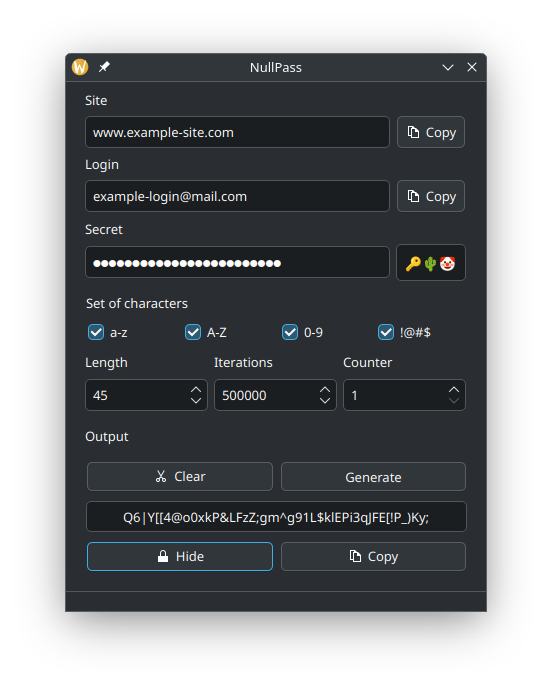 NullPass
Site
www.example-site.com Copy
Login
example-login@mail.com Copy
Secret
●●●●●●●●●●●●●●●●●●●●●●●● 🔑🌵🤡
Set of characters
a-z A-Z 0-9 !@#$
Length Iterations Counter
45 500000 1
Output
Clear Generate
Q6|Y[[4@o0xkP&LFzZ;gm^g91L$klEPi3qJFE[!P_)Ky;
Hide Copy